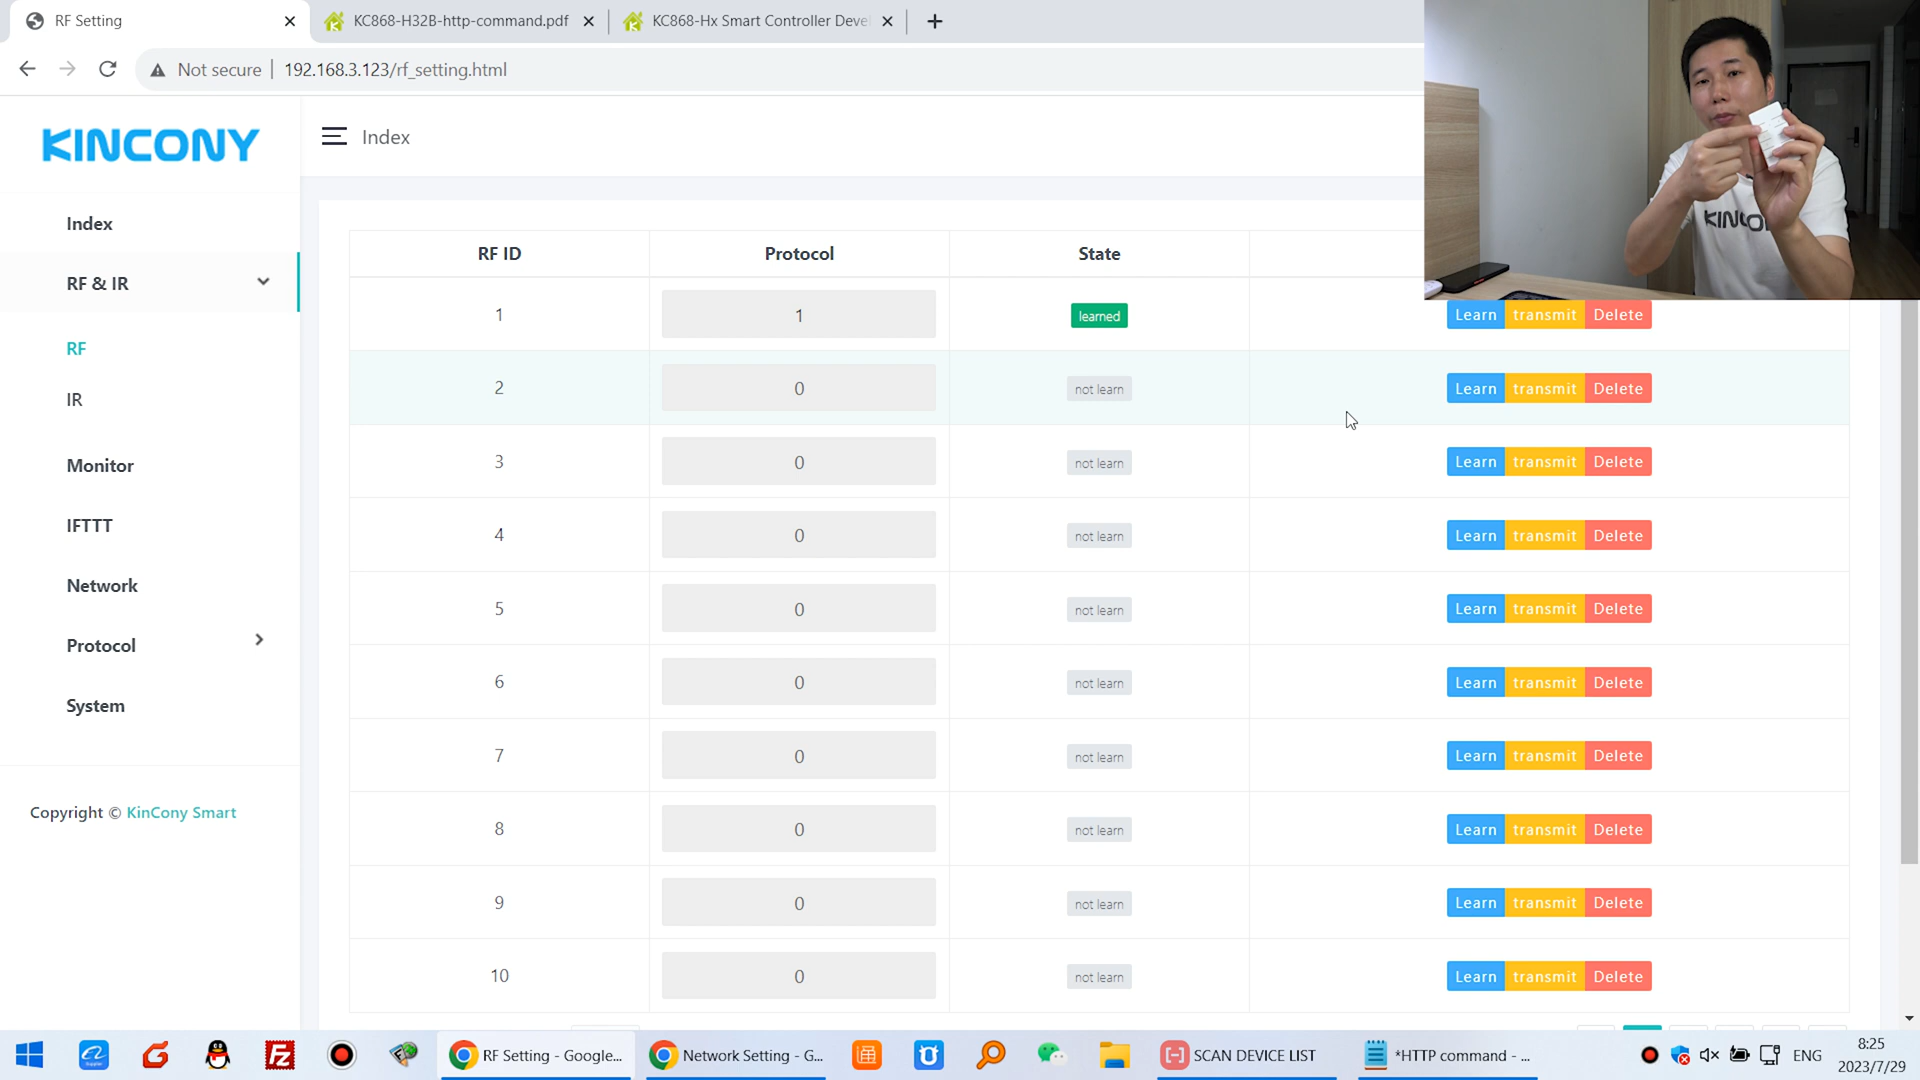 RF Setting
KC868-H32B-http-command.pdf
KC868-Hx Smart Controller Deve
Not secure
192.168.3.123/rf_setting.html
KINCONY
Index
Index
RF & IR
RF
IR
Monitor
IFTTT
Network
Protocol
System
Copyright © KinCony Smart
RF ID Protocol State
1 1 learned Learn transmit Delete
2 0 not learn Learn transmit Delete
3 0 not learn Learn transmit Delete
4 0 not learn Learn transmit Delete
5 0 not learn Learn transmit Delete
6 0 not learn Learn transmit Delete
7 0 not learn Learn transmit Delete
8 0 not learn Learn transmit Delete
9 0 not learn Learn transmit Delete
10 0 not learn Learn transmit Delete
RF Setting - Google...
Network Setting - G...
SCAN DEVICE LIST
*HTTP command - ...
ENG
8:25
2023/7/29